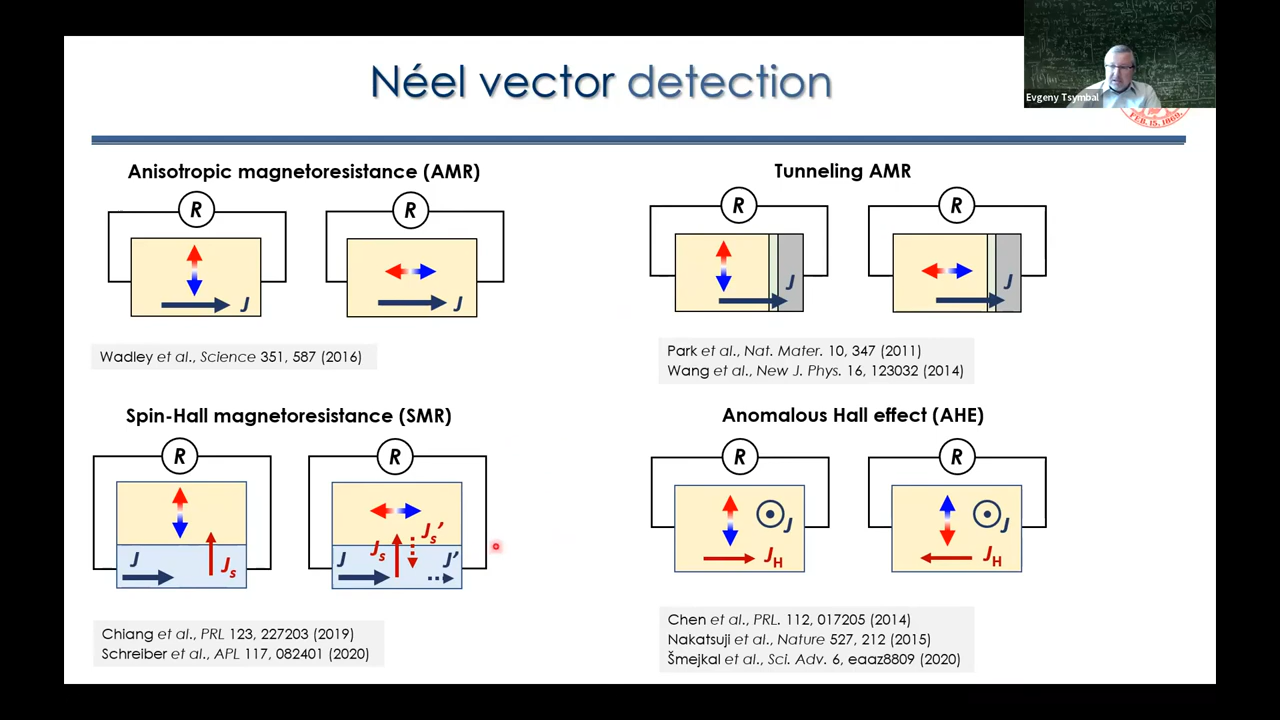 Néel vector detection
Evgeny Tsymbal
FEB. 15, 1869
Anisotropic magnetoresistance (AMR)
R
R
J
J
Wadley et al., Science 351, 587 (2016)
Tunneling AMR
R
R
J
J
Park et al., Nat. Mater. 10, 347 (2011)
Wang et al., New J. Phys. 16, 123032 (2014)
Spin-Hall magnetoresistance (SMR)
R
R
J
Js
J
Js
Js′
J′
Chiang et al., PRL 123, 227203 (2019)
Schreiber et al., APL 117, 082401 (2020)
Anomalous Hall effect (AHE)
R
R
J
JH
J
JH
Chen et al., PRL. 112, 017205 (2014)
Nakatsuji et al., Nature 527, 212 (2015)
Šmejkal et al., Sci. Adv. 6, eaaz8809 (2020)